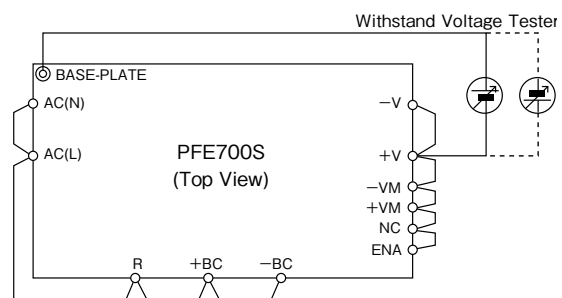 Withstand Voltage Tester
BASE-PLATE
AC(N)
−V
AC(L)
PFE700S
(Top View)
+V
−VM
+VM
NC
ENA
R
+BC
−BC